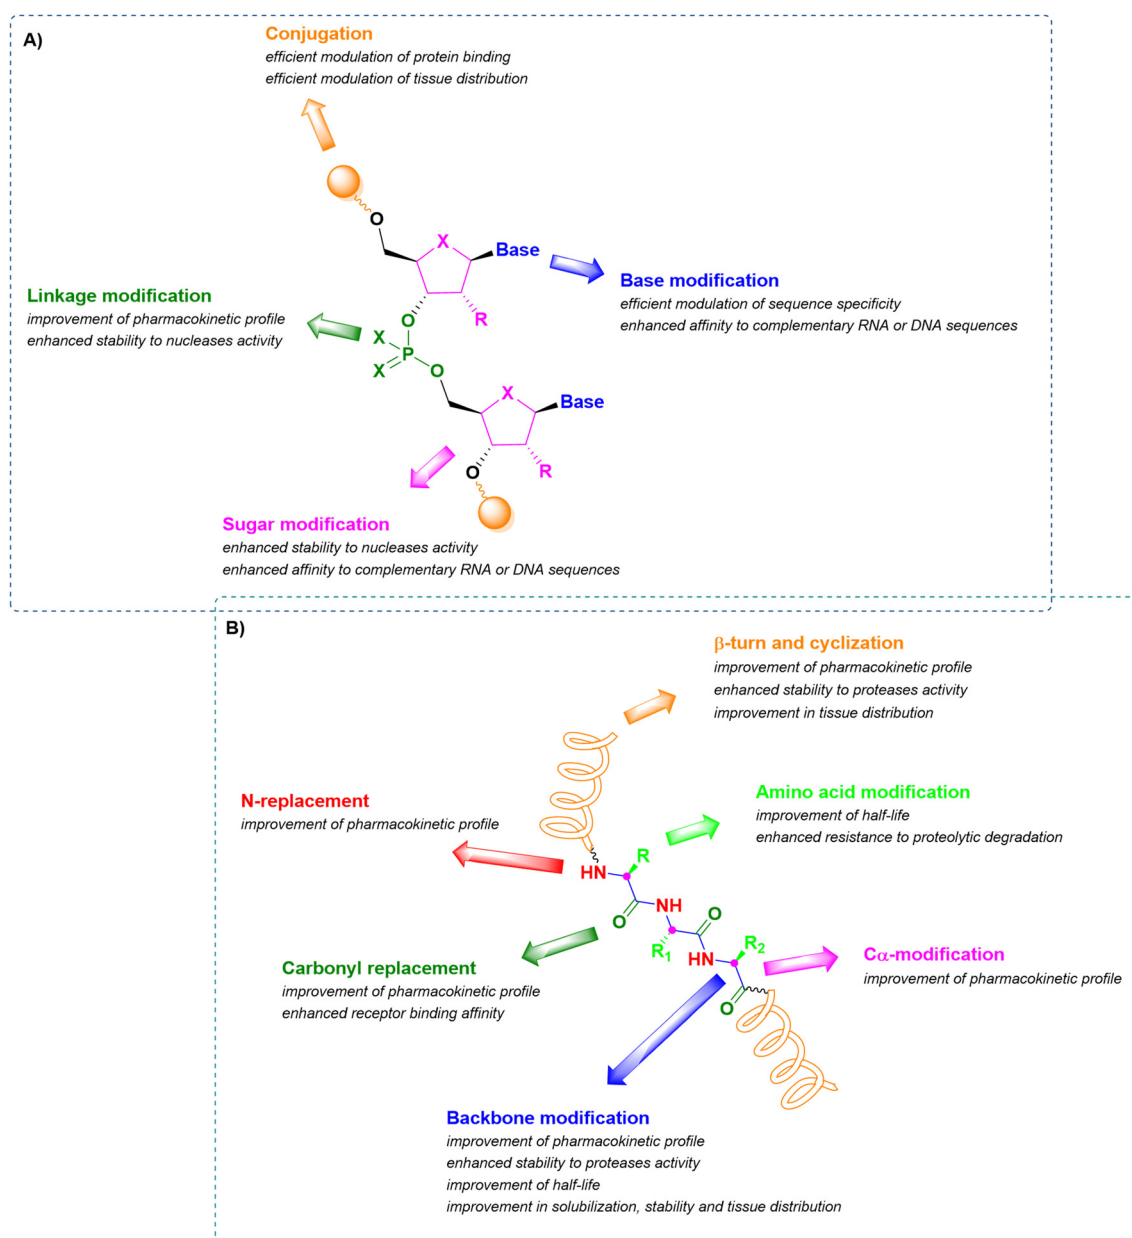 A)
Conjugation
efficient modulation of protein binding
efficient modulation of tissue distribution
O
X
Base
Base modification
efficient modulation of sequence specificity
enhanced affinity to complementary RNA or DNA sequences
Linkage modification
improvement of pharmacokinetic profile
enhanced stability to nucleases activity
O
R
X
P
X
O
X
Base
O
R
Sugar modification
enhanced stability to nucleases activity
enhanced affinity to complementary RNA or DNA sequences
B)
β-turn and cyclization
improvement of pharmacokinetic profile
enhanced stability to proteases activity
improvement in tissue distribution
N-replacement
improvement of pharmacokinetic profile
Amino acid modification
improvement of half-life
enhanced resistance to proteolytic degradation
HN
R
O
NH
O
R1
HN
R2
O
Carbonyl replacement
improvement of pharmacokinetic profile
enhanced receptor binding affinity
Cα-modification
improvement of pharmacokinetic profile
Backbone modification
improvement of pharmacokinetic profile
enhanced stability to proteases activity
improvement of half-life
improvement in solubilization, stability and tissue distribution